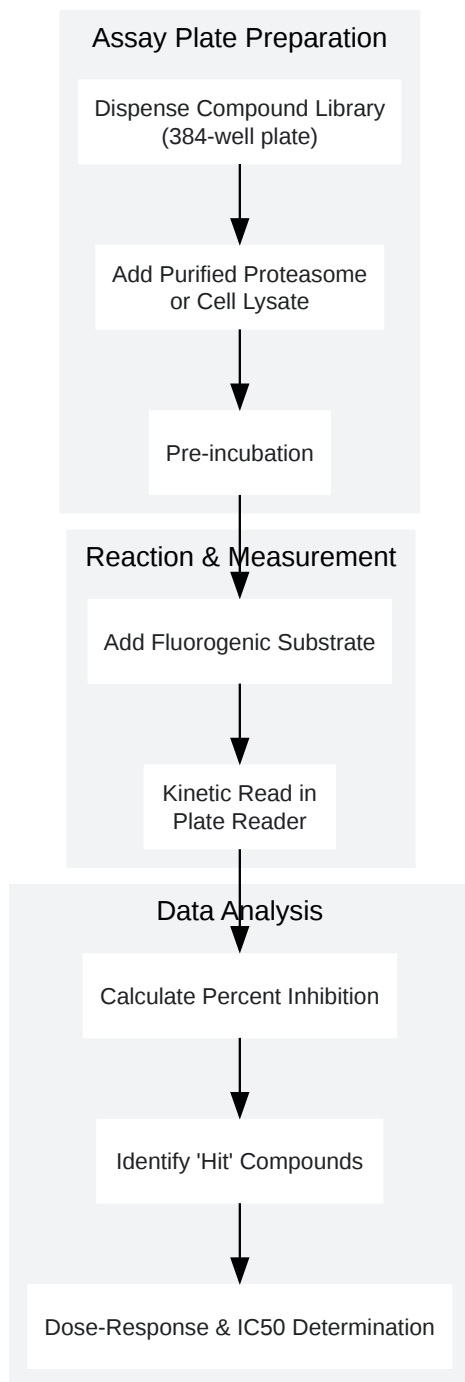 Assay Plate Preparation
Dispense Compound Library
(384-well plate)
Add Purified Proteasome
or Cell Lysate
Pre-incubation
Reaction & Measurement
Add Fluorogenic Substrate
Kinetic Read in
Plate Reader
Data Analysis
Calculate Percent Inhibition
Identify 'Hit' Compounds
Dose-Response & IC50 Determination